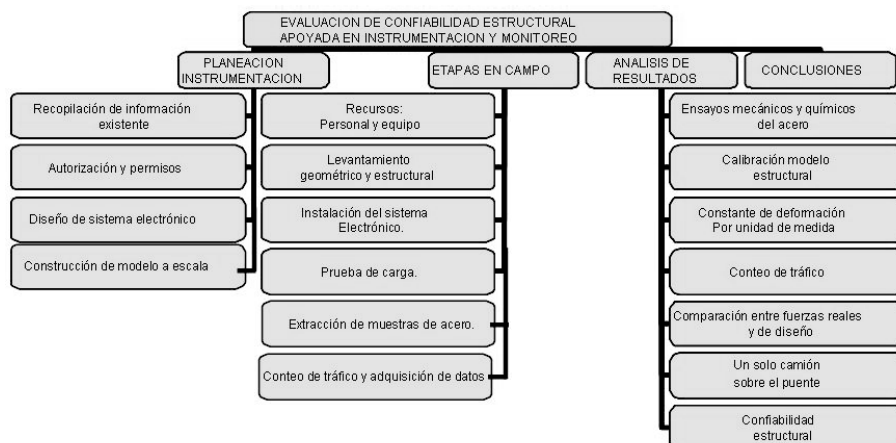 EVALUACION DE CONFIABILIDAD ESTRUCTURAL
APOYADA EN INSTRUMENTACION Y MONITOREO
PLANEACION
INSTRUMENTACION
Recopilación de información
existente
Autorización y permisos
Diseño de sistema electrónico
Construcción de modelo a escala
ETAPAS EN CAMPO
Recursos:
Personal y equipo
Levantamiento
geométrico y estructural
Instalación del sistema
Electrónico.
Prueba de carga.
Extracción de muestras de acero.
Conteo de tráfico y adquisición de datos
ANALISIS DE
RESULTADOS
Ensayos mecánicos y químicos
del acero
Calibración modelo
estructural
Constante de deformación
Por unidad de medida
Conteo de tráfico
Comparación entre fuerzas reales
y de diseño
Un solo camión
sobre el puente
Confiabilidad
estructural
CONCLUSIONES